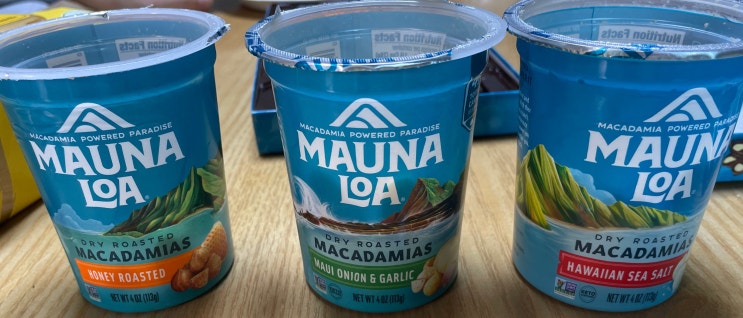 MACADAMIA POWERED PARADISE
MAUNA
LOA
DRY ROASTED
MACADAMIAS
HONEY ROASTED
NET WT 4 OZ (113g)
Nutrition Facts
MACADAMIA POWERED PARADISE
MAUNA
LOA
DRY ROASTED
MACADAMIAS
MAUI ONION & GARLIC
NET WT 4 OZ (113g)
Nutrition Facts
MACADAMIA POWERED PARADISE
MAUNA
LOA
DRY ROASTED
MACADAMIAS
HAWAIIAN SEA SALT
NET WT 4 OZ (113g)
Nutrition Facts